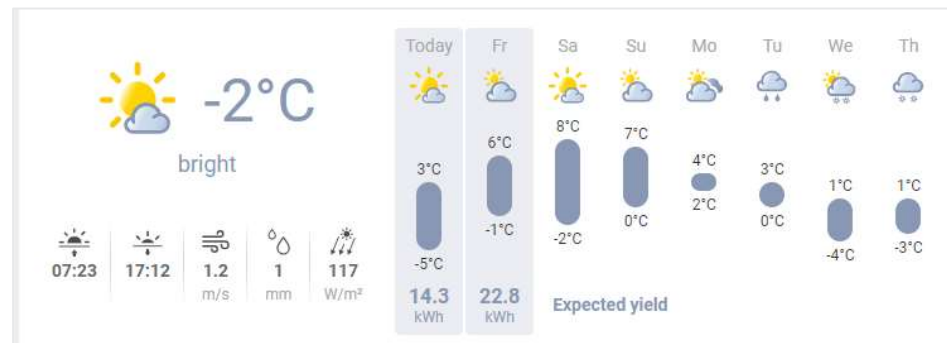 -2°C
bright
07:23 17:12 1.2 1 117
m/s mm W/m²
Today Fr Sa Su Mo Tu We Th
3°C 6°C 8°C 7°C 4°C 3°C 1°C 1°C
-5°C -1°C -2°C 0°C 2°C 0°C -4°C -3°C
14.3 22.8 Expected yield
kWh kWh